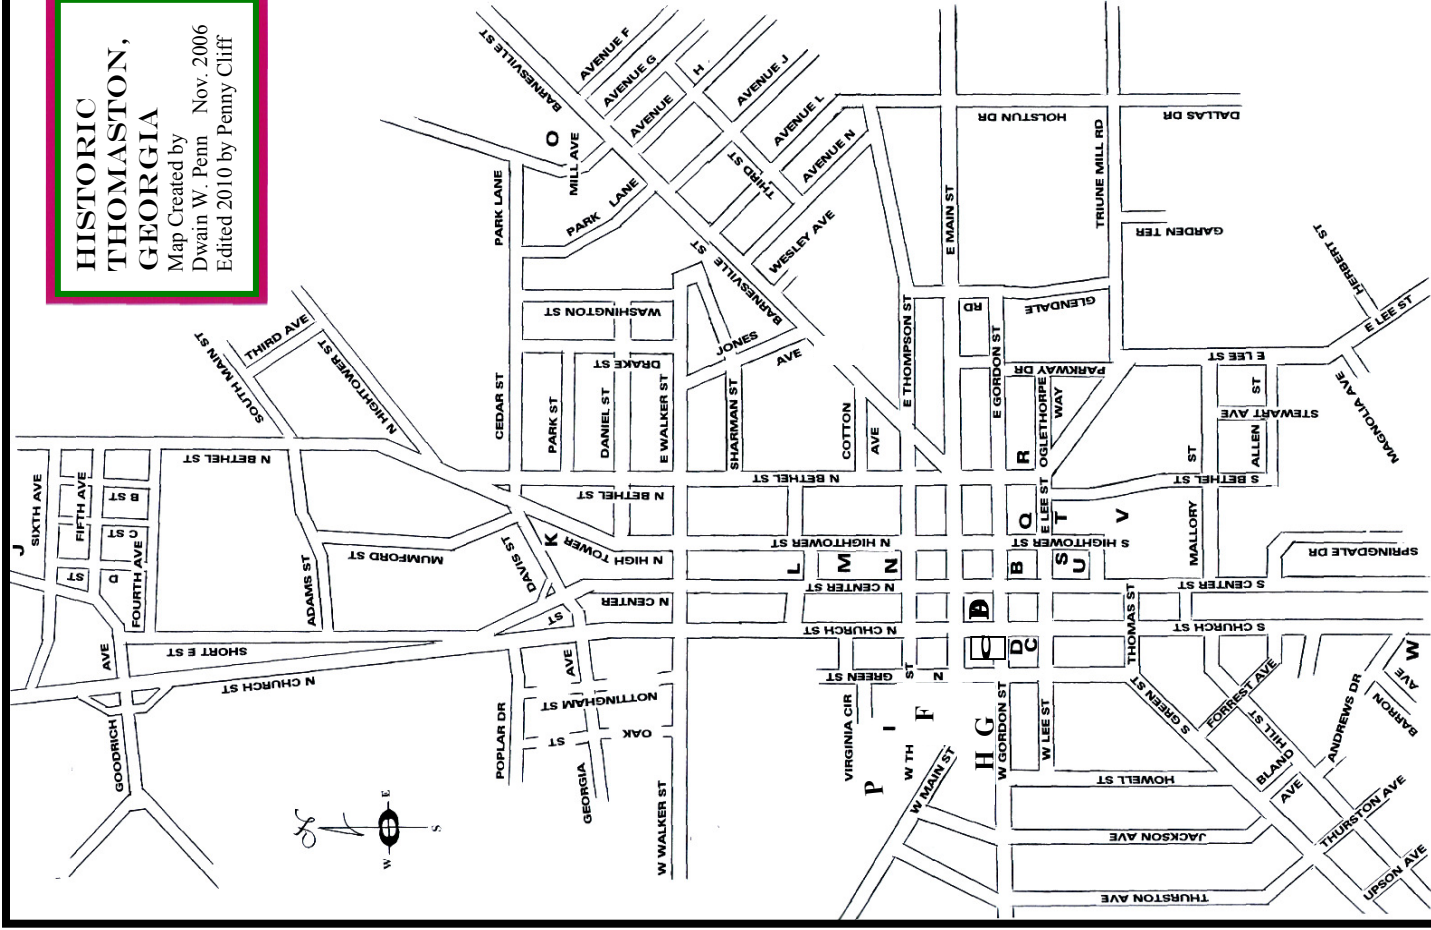 HISTORIC
THOMASTON,
GEORGIA
Map Created by
Dwain W. Penn Nov. 2006
Edited 2010 by Penny Cliff
BARNESVILLE ST
AVENUE F
AVENUE G
AVENUE H
AVENUE J
AVENUE L
AVENUE N
BARNESVILLE
O
MILL AVE
THIRD ST
HOLSTUN DR
DALLAS DR
TRIUNE MILL RD
PARK LANE
PARK LANE
WESLEY AVE
E MAIN ST
GARDEN TER
HERBERT ST
BARNESVILLE ST
WASHINGTON ST
RD
GLENDALE
E LEE ST
THIRD AVE
SOUTH MAIN ST
N HIGHTOWER ST
JONES
AVE
DRAKE ST
E THOMPSON ST
E GORDON ST
PARKWAY DR
E LEE ST
CEDAR ST
PARK ST
DANIEL ST
E WALKER ST
SHARMAN ST
COTTON
AVE
R
OGLETHORPE
WAY
ST
ALLEN
STEWART AVE
MAGNOLIA AVE
N BETHEL ST
N BETHEL ST
N BETHEL ST
S BETHEL ST
ST
MALLORY
J
SIXTH AVE
FIFTH AVE
B ST
C ST
D
ST
FOURTH AVE
MUMFORD ST
DAVIS ST
K
N HIGH TOWER
N HIGHTOWER ST
Q
E LEE ST
T
V
S HIGHTOWER ST
SPRINGDALE DR
ADAMS ST
L
M
N
B
S
U
N CENTER
ST
N CENTER ST
S CENTER ST
THOMAS ST
N CHURCH ST
S CHURCH ST
D
C
AVE
SHORT E ST
N CHURCH ST
GOODRICH
AVE
NOTTINGHAM ST
N
GREEN ST
ST
W
POPLAR DR
OAK
ST
GEORGIA
W WALKER ST
VIRGINIA CIR
I
F
W TH
P
H
G
W MAIN ST
W GORDON ST
W LEE ST
S GREEN ST
FORREST AVE
HILL ST
BLAND
AVE
ANDREWS DR
BARRON
AVE
HOWELL ST
JACKSON AVE
THURSTON AVE
THURSTON AVE
UPSON AVE
N
E
S
W